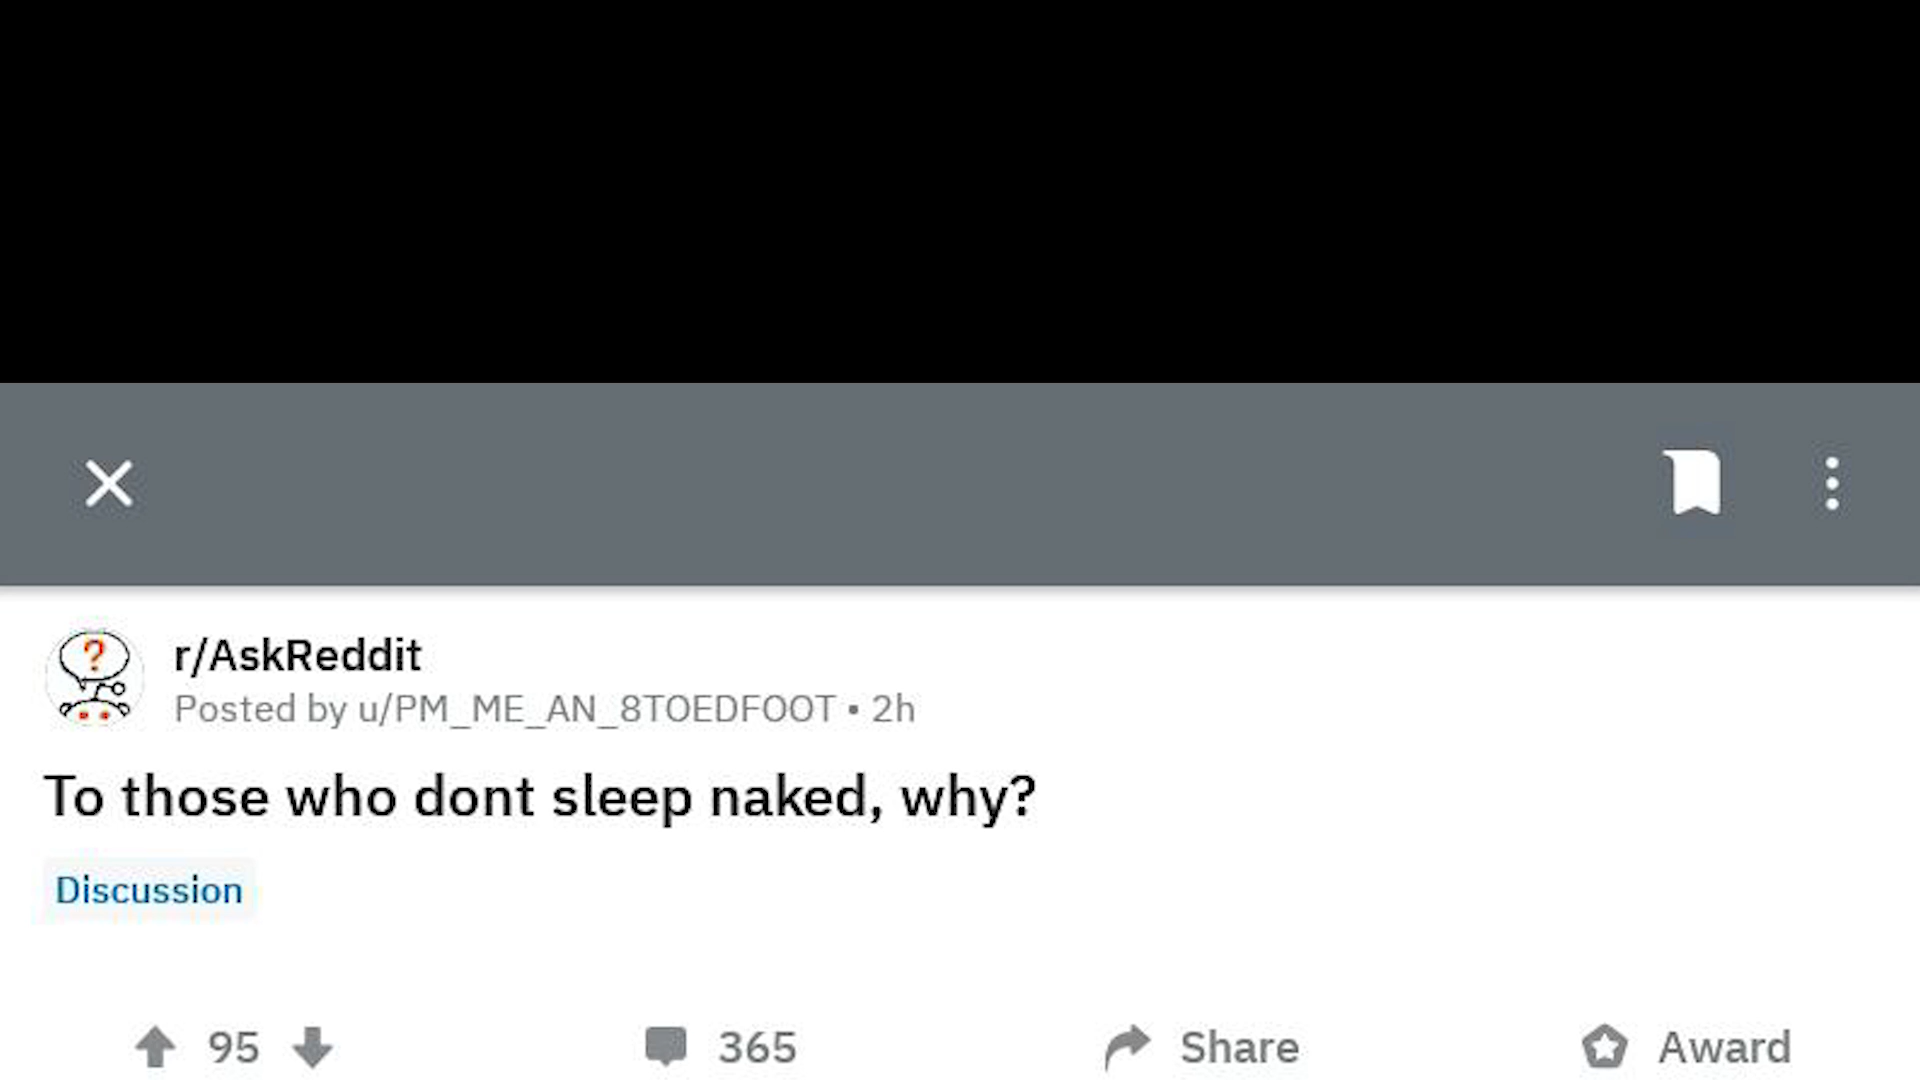 r/AskReddit
Posted by u/PM_ME_AN_8TOEDFOOT • 2h
To those who dont sleep naked, why?
Discussion
95 365 Share Award